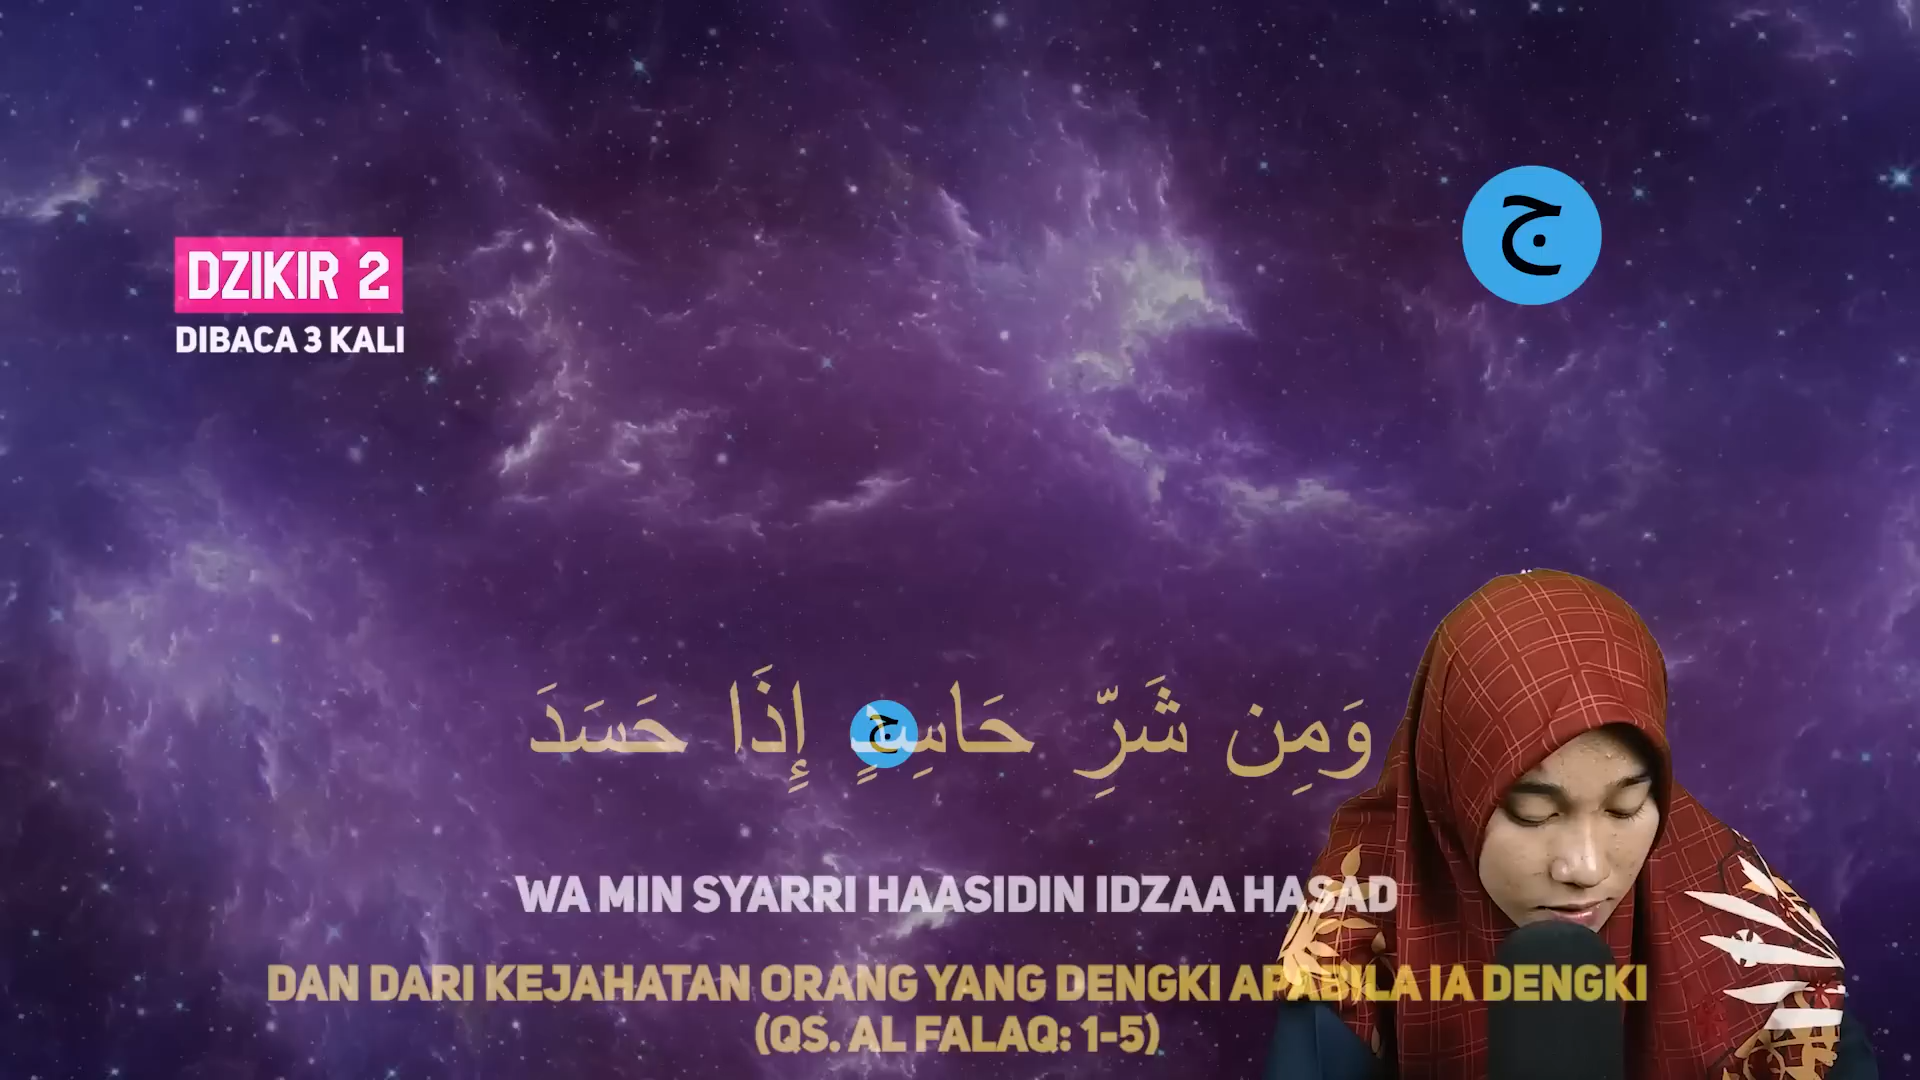 DZIKIR 2
DIBACA 3 KALI
ج
وَمِن شَرِّ حَاسِدٍ إِذَا حَسَدَ
ج
WA MIN SYARRI HAASIDIN IDZAA HASAD
DAN DARI KEJAHATAN ORANG YANG DENGKI APABILA IA DENGKI
(QS. AL FALAQ: 1-5)